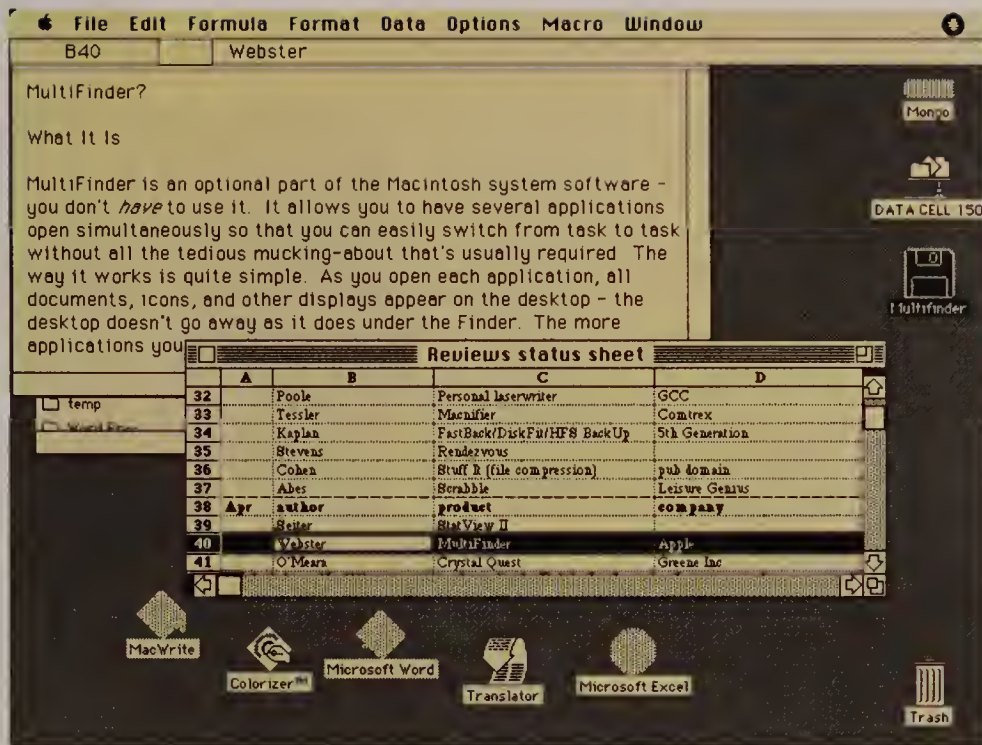 File Edit Formula Format Data Options Macro Window
B40 Webster
MultiFinder?
What It Is
MultiFinder is an optional part of the Macintosh system software –
you don't have to use it. It allows you to have several applications
open simultaneously so that you can easily switch from task to task
without all the tedious mucking-about that's usually required The
way it works is quite simple. As you open each application, all
documents, icons, and other displays appear on the desktop – the
desktop doesn't go away as it does under the Finder. The more
applications you
Mongo
DATA CELL 150
Multifinder
temp
Reviews status sheet
A B C D
32 Poole Personal laserwriter GCC
33 Tessler Macnifier Comtrex
34 Kaplan FastBack/DiskFit/HFS BackUp 5th Generation
35 Stevens Rendezvous
36 Cohen Stuff It (file compression) pub domain
37 Abes Scrabble Leisure Genius
38 Apr author product company
39 Seiter StatView II
40 Webster MultiFinder Apple
41 O'Meara Crystal Quest Greene Inc
MacWrite
Colorizer™
Microsoft Word
Translator
Microsoft Excel
Trash